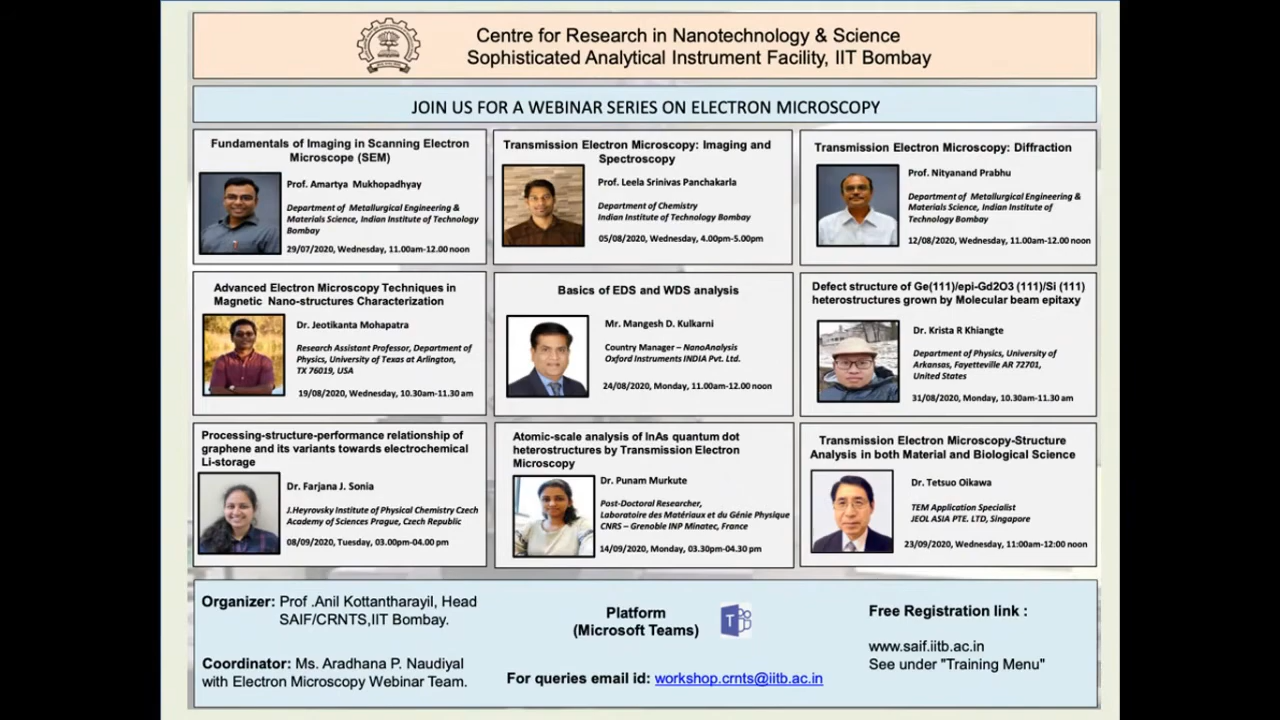 Centre for Research in Nanotechnology & Science
Sophisticated Analytical Instrument Facility, IIT Bombay
JOIN US FOR A WEBINAR SERIES ON ELECTRON MICROSCOPY
Fundamentals of Imaging in Scanning Electron
Microscope (SEM)
Prof. Amartya Mukhopadhyay
Department of Metallurgical Engineering &
Materials Science, Indian Institute of Technology
Bombay
29/07/2020, Wednesday, 11.00am-12.00 noon
Transmission Electron Microscopy: Imaging and
Spectroscopy
Prof. Leela Srinivas Panchakarla
Department of Chemistry
Indian Institute of Technology Bombay
05/08/2020, Wednesday, 4.00pm-5.00pm
Transmission Electron Microscopy: Diffraction
Prof. Nityanand Prabhu
Department of Metallurgical Engineering &
Materials Science, Indian Institute of
Technology Bombay
12/08/2020, Wednesday, 11.00am-12.00 noon
Advanced Electron Microscopy Techniques in
Magnetic Nano-structures Characterization
Dr. Jeotikanta Mohapatra
Research Assistant Professor, Department of
Physics, University of Texas at Arlington,
TX 76019, USA
19/08/2020, Wednesday, 10.30am-11.30 am
Basics of EDS and WDS analysis
Mr. Mangesh D. Kulkarni
Country Manager – NanoAnalysis
Oxford Instruments INDIA Pvt. Ltd.
24/08/2020, Monday, 11.00am-12.00 noon
Defect structure of Ge(111)/epi-Gd2O3 (111)/Si (111)
heterostructures grown by Molecular beam epitaxy
Dr. Krista R Khiangte
Department of Physics, University of
Arkansas, Fayetteville AR 72701,
United States
31/08/2020, Monday, 10.30am-11.30 am
Processing-structure-performance relationship of
graphene and its variants towards electrochemical
Li-storage
Dr. Farjana J. Sonia
J.Heyrovsky Institute of Physical Chemistry Czech
Academy of Sciences Prague, Czech Republic
08/09/2020, Tuesday, 03.00pm-04.00 pm
Atomic-scale analysis of InAs quantum dot
heterostructures by Transmission Electron
Microscopy
Dr. Punam Murkute
Post-Doctoral Researcher,
Laboratoire des Matériaux et du Génie Physique
CNRS – Grenoble INP Minatec, France
14/09/2020, Monday, 03.30pm-04.30 pm
Transmission Electron Microscopy-Structure
Analysis in both Material and Biological Science
Dr. Tetsuo Oikawa
TEM Application Specialist
JEOL ASIA PTE. LTD, Singapore
23/09/2020, Wednesday, 11:00am-12:00 noon
Organizer: Prof .Anil Kottantharayil, Head
SAIF/CRNTS,IIT Bombay.
Coordinator: Ms. Aradhana P. Naudiyal
with Electron Microscopy Webinar Team.
Platform
(Microsoft Teams)
For queries email id: workshop.crnts@iitb.ac.in
Free Registration link :
www.saif.iitb.ac.in
See under "Training Menu"